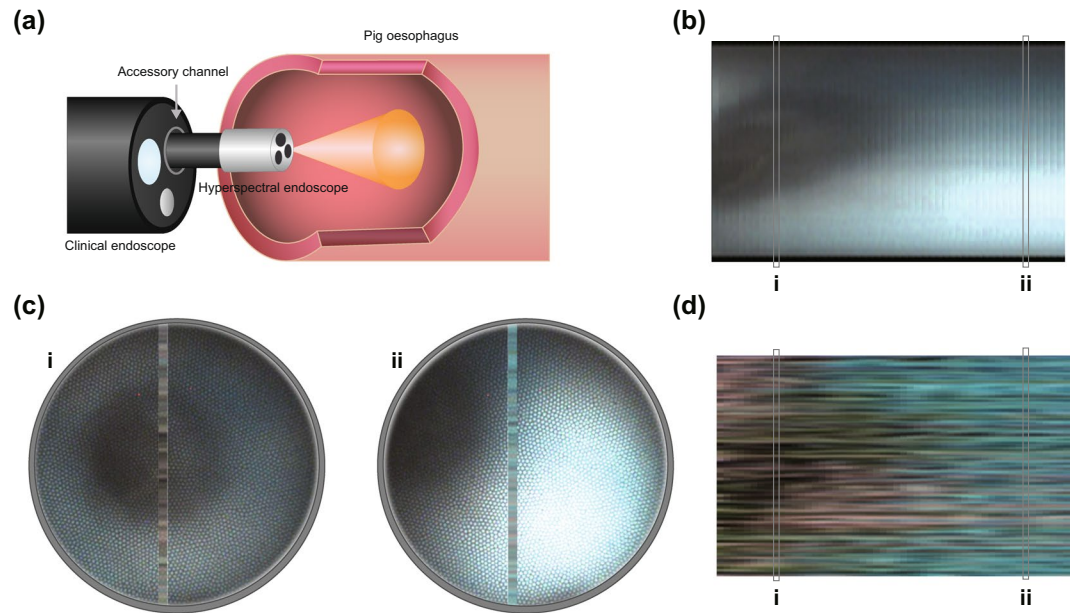 (a)
Pig oesophagus
Accessory channel
Hyperspectral endoscope
Clinical endoscope
(b)
i
ii
(c)
i
ii
(d)
i
ii